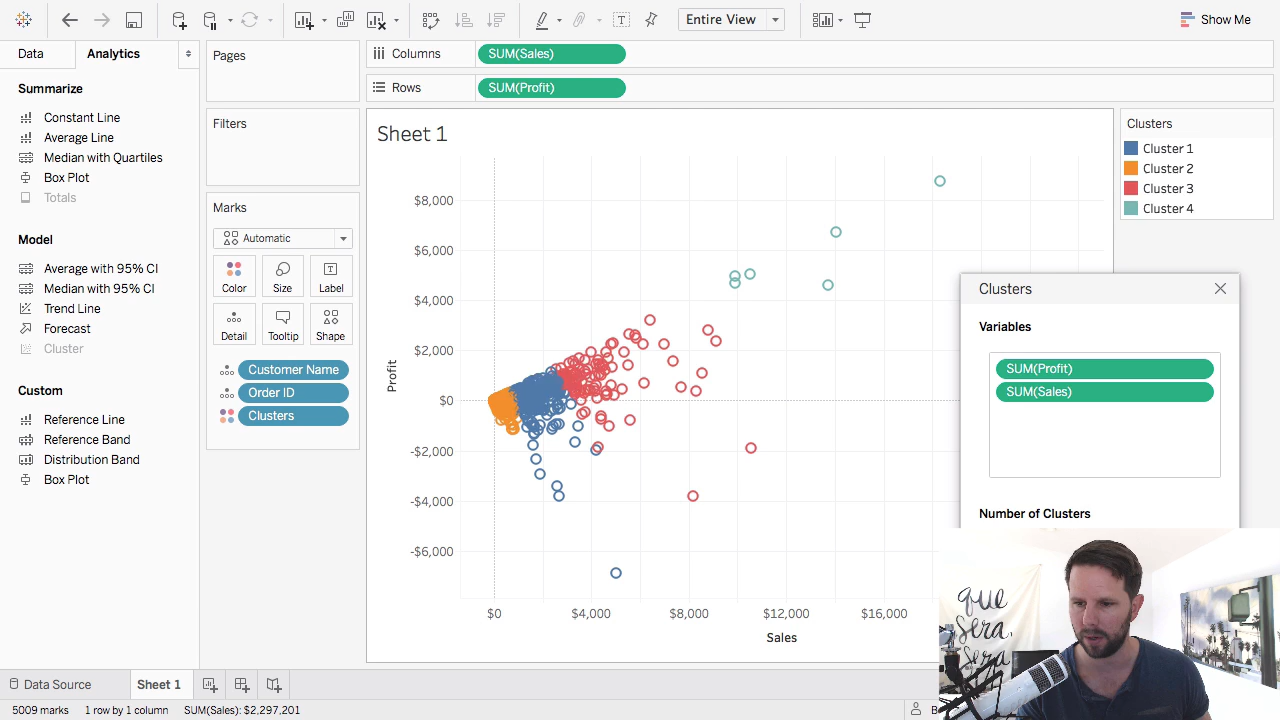 Entire View
Show Me
Data
Analytics
Summarize
Constant Line
Average Line
Median with Quartiles
Box Plot
Totals
Model
Average with 95% CI
Median with 95% CI
Trend Line
Forecast
Cluster
Custom
Reference Line
Reference Band
Distribution Band
Box Plot
Pages
Filters
Marks
Automatic
Color
Size
Label
Detail
Tooltip
Shape
Customer Name
Order ID
Clusters
Columns
SUM(Sales)
Rows
SUM(Profit)
Sheet 1
Profit
$8,000
$6,000
$4,000
$2,000
$0
-$2,000
-$4,000
-$6,000
$0
$4,000
$8,000
$12,000
$16,000
Sales
Clusters
Cluster 1
Cluster 2
Cluster 3
Cluster 4
Clusters
Variables
SUM(Profit)
SUM(Sales)
Number of Clusters
que
sera,
sera
Data Source
Sheet 1
5009 marks
1 row by 1 column
SUM(Sales):